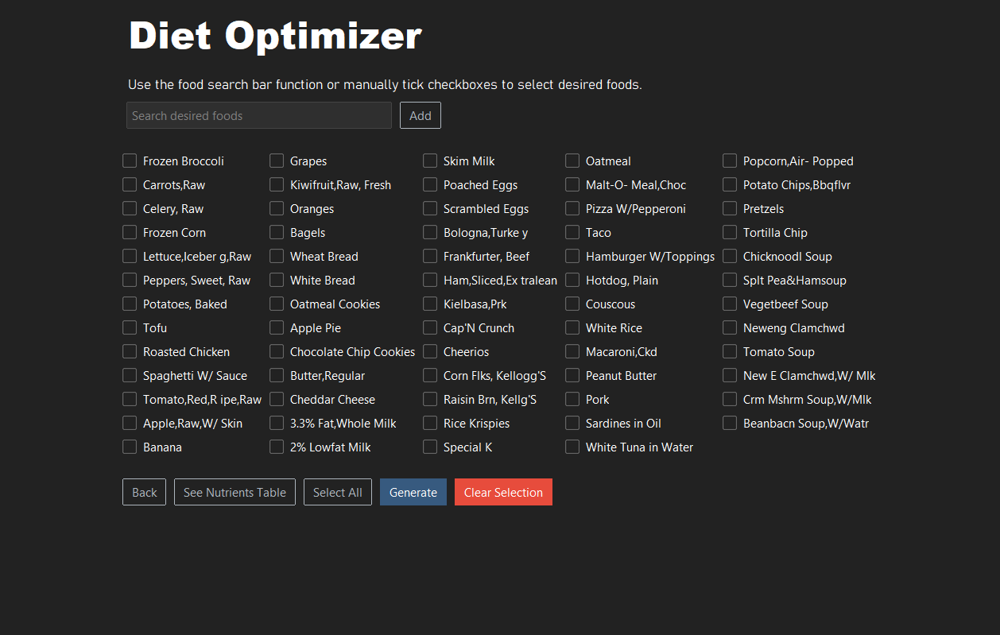 Diet Optimizer
Use the food search bar function or manually tick checkboxes to select desired foods.
Search desired foods Add
Frozen Broccoli Grapes Skim Milk Oatmeal Popcorn,Air- Popped
Carrots,Raw Kiwifruit,Raw, Fresh Poached Eggs Malt-O- Meal,Choc Potato Chips,Bbqflvr
Celery, Raw Oranges Scrambled Eggs Pizza W/Pepperoni Pretzels
Frozen Corn Bagels Bologna,Turke y Taco Tortilla Chip
Lettuce,Iceber g,Raw Wheat Bread Frankfurter, Beef Hamburger W/Toppings Chicknoodl Soup
Peppers, Sweet, Raw White Bread Ham,Sliced,Ex tralean Hotdog, Plain Splt Pea&Hamsoup
Potatoes, Baked Oatmeal Cookies Kielbasa,Prk Couscous Vegetbeef Soup
Tofu Apple Pie Cap'N Crunch White Rice Neweng Clamchwd
Roasted Chicken Chocolate Chip Cookies Cheerios Macaroni,Ckd Tomato Soup
Spaghetti W/ Sauce Butter,Regular Corn Flks, Kellogg'S Peanut Butter New E Clamchwd,W/ Mlk
Tomato,Red,R ipe,Raw Cheddar Cheese Raisin Brn, Kellg'S Pork Crm Mshrm Soup,W/Mlk
Apple,Raw,W/ Skin 3.3% Fat,Whole Milk Rice Krispies Sardines in Oil Beanbacn Soup,W/Watr
Banana 2% Lowfat Milk Special K White Tuna in Water
Back See Nutrients Table Select All Generate Clear Selection